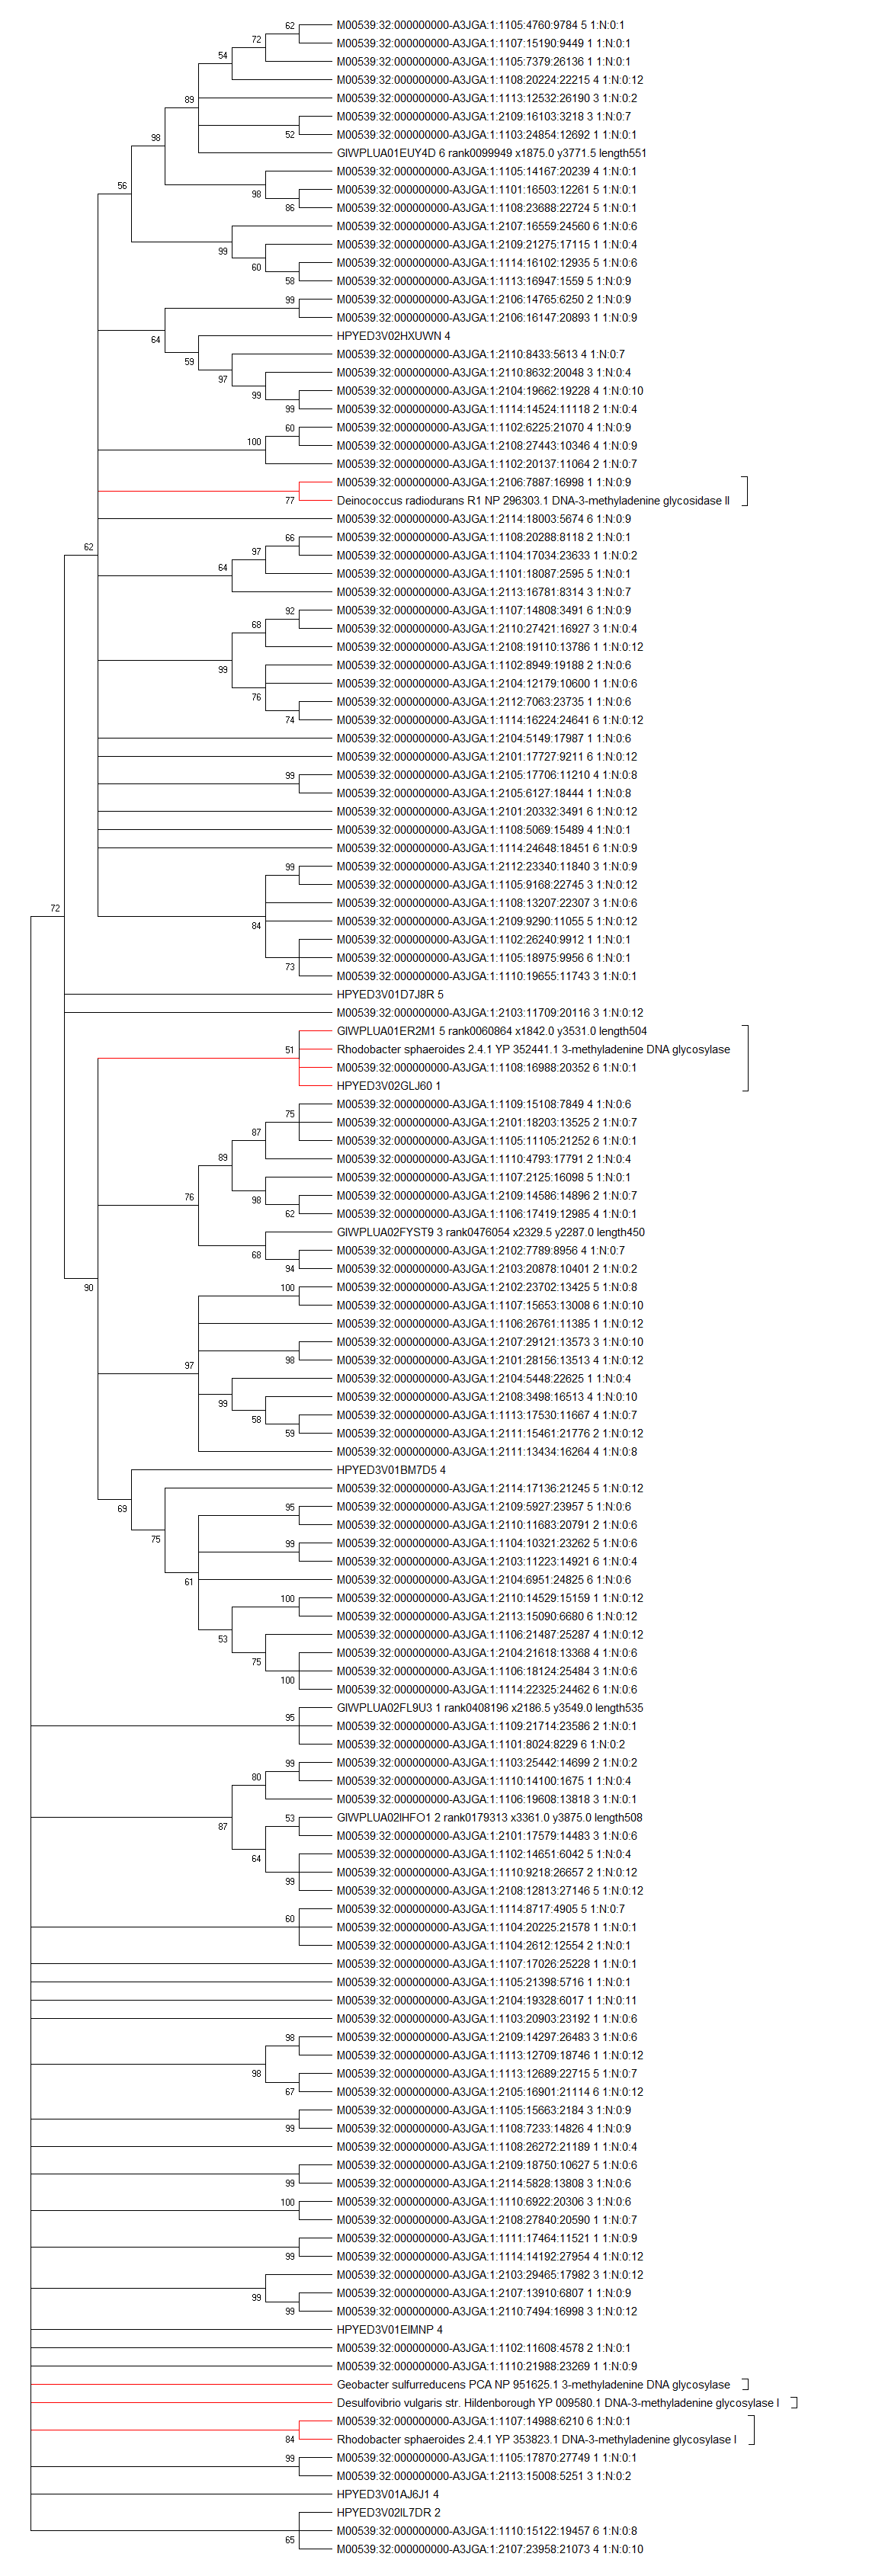 62
M00539:32:000000000-A3JGA:1:1105:4760:9784 5 1:N:0:1
72
M00539:32:000000000-A3JGA:1:1107:15190:9449 1 1:N:0:1
54
M00539:32:000000000-A3JGA:1:1105:7379:26136 1 1:N:0:1
M00539:32:000000000-A3JGA:1:1108:20224:22215 4 1:N:0:12
89
M00539:32:000000000-A3JGA:1:1113:12532:26190 3 1:N:0:2
M00539:32:000000000-A3JGA:1:2109:16103:3218 3 1:N:0:7
98
52
M00539:32:000000000-A3JGA:1:1103:24854:12692 1 1:N:0:1
GIWPLUA01EUY4D 6 rank0099949 x1875.0 y3771.5 length551
M00539:32:000000000-A3JGA:1:1105:14167:20239 4 1:N:0:1
56
98
M00539:32:000000000-A3JGA:1:1101:16503:12261 5 1:N:0:1
86
M00539:32:000000000-A3JGA:1:1108:23688:22724 5 1:N:0:1
M00539:32:000000000-A3JGA:1:2107:16559:24560 6 1:N:0:6
99
M00539:32:000000000-A3JGA:1:2109:21275:17115 1 1:N:0:4
60
M00539:32:000000000-A3JGA:1:1114:16102:12935 5 1:N:0:6
58
M00539:32:000000000-A3JGA:1:1113:16947:1559 5 1:N:0:9
99
M00539:32:000000000-A3JGA:1:2106:14765:6250 2 1:N:0:9
M00539:32:000000000-A3JGA:1:2106:16147:20893 1 1:N:0:9
64
HPYED3V02HXUWN 4
59
M00539:32:000000000-A3JGA:1:2110:8433:5613 4 1:N:0:7
97
M00539:32:000000000-A3JGA:1:2110:8632:20048 3 1:N:0:4
99
M00539:32:000000000-A3JGA:1:2104:19662:19228 4 1:N:0:10
99
M00539:32:000000000-A3JGA:1:1114:14524:11118 2 1:N:0:4
60
M00539:32:000000000-A3JGA:1:1102:6225:21070 4 1:N:0:9
100
M00539:32:000000000-A3JGA:1:2108:27443:10346 4 1:N:0:9
M00539:32:000000000-A3JGA:1:1102:20137:11064 2 1:N:0:7
M00539:32:000000000-A3JGA:1:2106:7887:16998 1 1:N:0:9
77
Deinococcus radiodurans R1 NP 296303.1 DNA-3-methyladenine glycosidase II
M00539:32:000000000-A3JGA:1:2114:18003:5674 6 1:N:0:9
66
M00539:32:000000000-A3JGA:1:1108:20288:8118 2 1:N:0:1
62
97
M00539:32:000000000-A3JGA:1:1104:17034:23633 1 1:N:0:2
64
M00539:32:000000000-A3JGA:1:1101:18087:2595 5 1:N:0:1
M00539:32:000000000-A3JGA:1:2113:16781:8314 3 1:N:0:7
92
M00539:32:000000000-A3JGA:1:1107:14808:3491 6 1:N:0:9
68
M00539:32:000000000-A3JGA:1:2110:27421:16927 3 1:N:0:4
M00539:32:000000000-A3JGA:1:2108:19110:13786 1 1:N:0:12
99
M00539:32:000000000-A3JGA:1:1102:8949:19188 2 1:N:0:6
M00539:32:000000000-A3JGA:1:2104:12179:10600 1 1:N:0:6
76
M00539:32:000000000-A3JGA:1:2112:7063:23735 1 1:N:0:6
74
M00539:32:000000000-A3JGA:1:1114:16224:24641 6 1:N:0:12
M00539:32:000000000-A3JGA:1:2104:5149:17987 1 1:N:0:6
M00539:32:000000000-A3JGA:1:2101:17727:9211 6 1:N:0:12
99
M00539:32:000000000-A3JGA:1:2105:17706:11210 4 1:N:0:8
M00539:32:000000000-A3JGA:1:2105:6127:18444 1 1:N:0:8
M00539:32:000000000-A3JGA:1:2101:20332:3491 6 1:N:0:12
M00539:32:000000000-A3JGA:1:1108:5069:15489 4 1:N:0:1
M00539:32:000000000-A3JGA:1:1114:24648:18451 6 1:N:0:9
99
M00539:32:000000000-A3JGA:1:2112:23340:11840 3 1:N:0:9
M00539:32:000000000-A3JGA:1:1105:9168:22745 3 1:N:0:12
M00539:32:000000000-A3JGA:1:1108:13207:22307 3 1:N:0:6
72
84
M00539:32:000000000-A3JGA:1:2109:9290:11055 5 1:N:0:12
M00539:32:000000000-A3JGA:1:1102:26240:9912 1 1:N:0:1
M00539:32:000000000-A3JGA:1:1105:18975:9956 6 1:N:0:1
73
M00539:32:000000000-A3JGA:1:1110:19655:11743 3 1:N:0:1
HPYED3V01D7J8R 5
M00539:32:000000000-A3JGA:1:2103:11709:20116 3 1:N:0:12
GIWPLUA01ER2M1 5 rank0060864 x1842.0 y3531.0 length504
51
Rhodobacter sphaeroides 2.4.1 YP 352441.1 3-methyladenine DNA glycosylase
M00539:32:000000000-A3JGA:1:1108:16988:20352 6 1:N:0:1
HPYED3V02GLJ60 1
M00539:32:000000000-A3JGA:1:1109:15108:7849 4 1:N:0:6
75
M00539:32:000000000-A3JGA:1:2101:18203:13525 2 1:N:0:7
87
M00539:32:000000000-A3JGA:1:1105:11105:21252 6 1:N:0:1
89
M00539:32:000000000-A3JGA:1:1110:4793:17791 2 1:N:0:4
M00539:32:000000000-A3JGA:1:1107:2125:16098 5 1:N:0:1
76
98
M00539:32:000000000-A3JGA:1:2109:14586:14896 2 1:N:0:7
62
M00539:32:000000000-A3JGA:1:1106:17419:12985 4 1:N:0:1
GIWPLUA02FYST9 3 rank0476054 x2329.5 y2287.0 length450
68
M00539:32:000000000-A3JGA:1:2102:7789:8956 4 1:N:0:7
94
M00539:32:000000000-A3JGA:1:2103:20878:10401 2 1:N:0:2
90
100
M00539:32:000000000-A3JGA:1:2102:23702:13425 5 1:N:0:8
M00539:32:000000000-A3JGA:1:1107:15653:13008 6 1:N:0:10
M00539:32:000000000-A3JGA:1:1106:26761:11385 1 1:N:0:12
M00539:32:000000000-A3JGA:1:2107:29121:13573 3 1:N:0:10
97
98
M00539:32:000000000-A3JGA:1:2101:28156:13513 4 1:N:0:12
M00539:32:000000000-A3JGA:1:2104:5448:22625 1 1:N:0:4
99
M00539:32:000000000-A3JGA:1:2108:3498:16513 4 1:N:0:10
58
M00539:32:000000000-A3JGA:1:1113:17530:11667 4 1:N:0:7
59
M00539:32:000000000-A3JGA:1:2111:15461:21776 2 1:N:0:12
M00539:32:000000000-A3JGA:1:2111:13434:16264 4 1:N:0:8
HPYED3V01BM7D5 4
M00539:32:000000000-A3JGA:1:2114:17136:21245 5 1:N:0:12
69
95
M00539:32:000000000-A3JGA:1:2109:5927:23957 5 1:N:0:6
M00539:32:000000000-A3JGA:1:2110:11683:20791 2 1:N:0:6
75
99
M00539:32:000000000-A3JGA:1:1104:10321:23262 5 1:N:0:6
M00539:32:000000000-A3JGA:1:2103:11223:14921 6 1:N:0:4
61
M00539:32:000000000-A3JGA:1:2104:6951:24825 6 1:N:0:6
100
M00539:32:000000000-A3JGA:1:2110:14529:15159 1 1:N:0:12
M00539:32:000000000-A3JGA:1:2113:15090:6680 6 1:N:0:12
53
M00539:32:000000000-A3JGA:1:1106:21487:25287 4 1:N:0:12
75
M00539:32:000000000-A3JGA:1:2104:21618:13368 4 1:N:0:6
M00539:32:000000000-A3JGA:1:1106:18124:25484 3 1:N:0:6
100
M00539:32:000000000-A3JGA:1:1114:22325:24462 6 1:N:0:6
GIWPLUA02FL9U3 1 rank0408196 x2186.5 y3549.0 length535
95
M00539:32:000000000-A3JGA:1:1109:21714:23586 2 1:N:0:1
M00539:32:000000000-A3JGA:1:1101:8024:8229 6 1:N:0:2
99
M00539:32:000000000-A3JGA:1:1103:25442:14699 2 1:N:0:2
80
M00539:32:000000000-A3JGA:1:1110:14100:1675 1 1:N:0:4
M00539:32:000000000-A3JGA:1:1106:19608:13818 3 1:N:0:1
87
53
GIWPLUA02IHFO1 2 rank0179313 x3361.0 y3875.0 length508
M00539:32:000000000-A3JGA:1:2101:17579:14483 3 1:N:0:6
64
M00539:32:000000000-A3JGA:1:1102:14651:6042 5 1:N:0:4
M00539:32:000000000-A3JGA:1:1110:9218:26657 2 1:N:0:12
99
M00539:32:000000000-A3JGA:1:2108:12813:27146 5 1:N:0:12
M00539:32:000000000-A3JGA:1:1114:8717:4905 5 1:N:0:7
60
M00539:32:000000000-A3JGA:1:1104:20225:21578 1 1:N:0:1
M00539:32:000000000-A3JGA:1:1104:2612:12554 2 1:N:0:1
M00539:32:000000000-A3JGA:1:1107:17026:25228 1 1:N:0:1
M00539:32:000000000-A3JGA:1:1105:21398:5716 1 1:N:0:1
M00539:32:000000000-A3JGA:1:2104:19328:6017 1 1:N:0:11
M00539:32:000000000-A3JGA:1:1103:20903:23192 1 1:N:0:6
98
M00539:32:000000000-A3JGA:1:2109:14297:26483 3 1:N:0:6
M00539:32:000000000-A3JGA:1:1113:12709:18746 1 1:N:0:12
98
M00539:32:000000000-A3JGA:1:1113:12689:22715 5 1:N:0:7
67
M00539:32:000000000-A3JGA:1:2105:16901:21114 6 1:N:0:12
M00539:32:000000000-A3JGA:1:1105:15663:2184 3 1:N:0:9
99
M00539:32:000000000-A3JGA:1:1108:7233:14826 4 1:N:0:9
M00539:32:000000000-A3JGA:1:1108:26272:21189 1 1:N:0:4
M00539:32:000000000-A3JGA:1:2109:18750:10627 5 1:N:0:6
99
M00539:32:000000000-A3JGA:1:2114:5828:13808 3 1:N:0:6
100
M00539:32:000000000-A3JGA:1:1110:6922:20306 3 1:N:0:6
M00539:32:000000000-A3JGA:1:2108:27840:20590 1 1:N:0:7
M00539:32:000000000-A3JGA:1:1111:17464:11521 1 1:N:0:9
99
M00539:32:000000000-A3JGA:1:1114:14192:27954 4 1:N:0:12
M00539:32:000000000-A3JGA:1:2103:29465:17982 3 1:N:0:12
99
M00539:32:000000000-A3JGA:1:2107:13910:6807 1 1:N:0:9
99
M00539:32:000000000-A3JGA:1:2110:7494:16998 3 1:N:0:12
HPYED3V01EIMNP 4
M00539:32:000000000-A3JGA:1:1102:11608:4578 2 1:N:0:1
M00539:32:000000000-A3JGA:1:1110:21988:23269 1 1:N:0:9
Geobacter sulfurreducens PCA NP 951625.1 3-methyladenine DNA glycosylase
Desulfovibrio vulgaris str. Hildenborough YP 009580.1 DNA-3-methyladenine glycosylase I
M00539:32:000000000-A3JGA:1:1107:14988:6210 6 1:N:0:1
84
Rhodobacter sphaeroides 2.4.1 YP 353823.1 DNA-3-methyladenine glycosylase I
99
M00539:32:000000000-A3JGA:1:1105:17870:27749 1 1:N:0:1
M00539:32:000000000-A3JGA:1:2113:15008:5251 3 1:N:0:2
HPYED3V01AJ6J1 4
HPYED3V02IL7DR 2
M00539:32:000000000-A3JGA:1:1110:15122:19457 6 1:N:0:8
65
M00539:32:000000000-A3JGA:1:2107:23958:21073 4 1:N:0:10